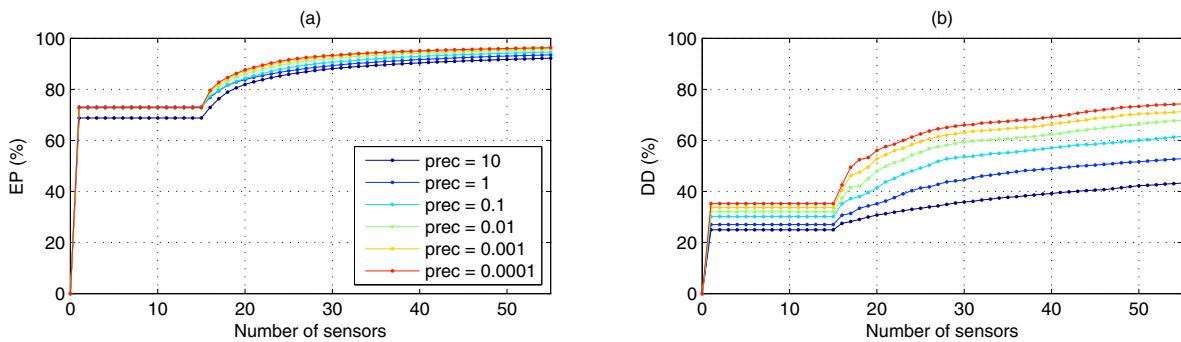 (a)
100
80
60
40
20
0
EP (%)
prec = 10
prec = 1
prec = 0.1
prec = 0.01
prec = 0.001
prec = 0.0001
0 10 20 30 40 50
Number of sensors
(b)
100
80
60
40
20
0
DD (%)
0 10 20 30 40 50
Number of sensors